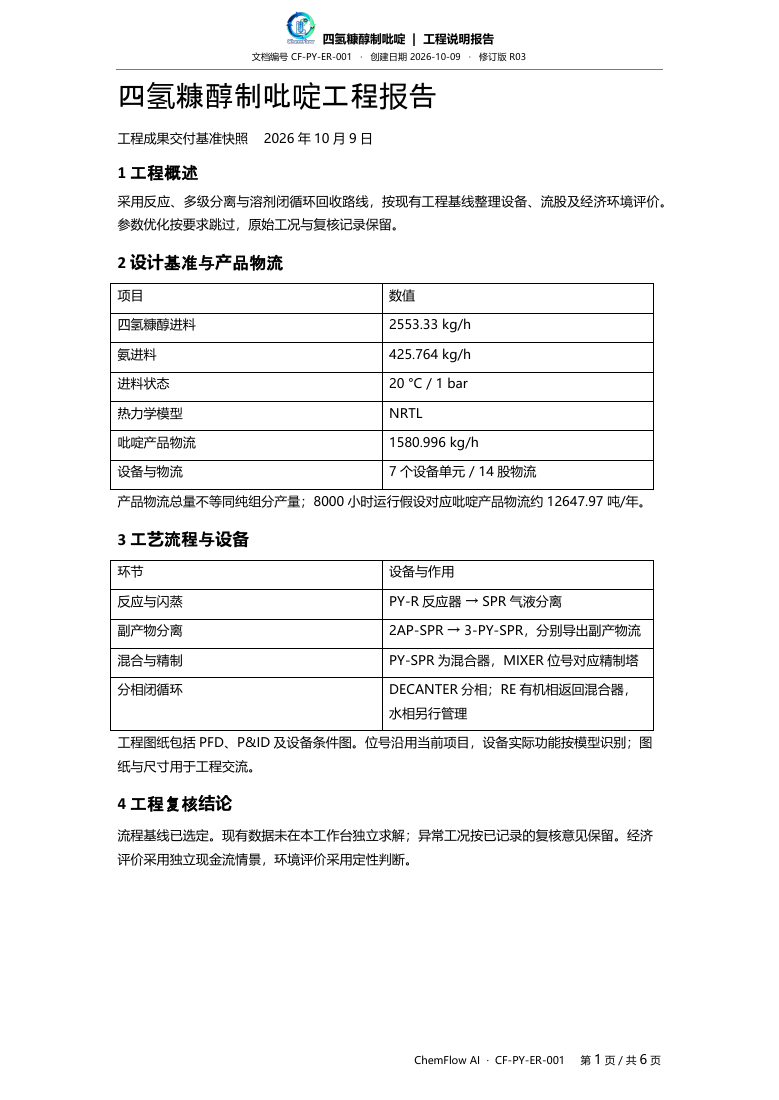 ChemFlow
四氢糠醇制吡啶 | 工程说明报告
文档编号 CF-PY-ER-001 · 创建日期 2026-10-09 · 修订版 R03
四氢糠醇制吡啶工程报告
工程成果交付基准快照 2026 年 10 月 9 日
1 工程概述
采用反应、多级分离与溶剂闭循环回收路线，按现有工程基线整理设备、流股及经济环境评价。
参数优化按要求跳过，原始工况与复核记录保留。
2 设计基准与产品物流
项目 数值
四氢糠醇进料 2553.33 kg/h
氨进料 425.764 kg/h
进料状态 20 °C / 1 bar
热力学模型 NRTL
吡啶产品物流 1580.996 kg/h
设备与物流 7 个设备单元 / 14 股物流
产品物流总量不等同纯组分产量；8000 小时运行假设对应吡啶产品物流约 12647.97 吨/年。
3 工艺流程与设备
环节 设备与作用
反应与闪蒸 PY-R 反应器 → SPR 气液分离
副产物分离 2AP-SPR → 3-PY-SPR，分别导出副产物流
混合与精制 PY-SPR 为混合器，MIXER 位号对应精制塔
分相闭循环 DECANTER 分相；RE 有机相返回混合器，
水相另行管理
工程图纸包括 PFD、P&ID 及设备条件图。位号沿用当前项目，设备实际功能按模型识别；图
纸与尺寸用于工程交流。
4 工程复核结论
流程基线已选定。现有数据未在本工作台独立求解；异常工况按已记录的复核意见保留。经济
评价采用独立现金流情景，环境评价采用定性判断。
ChemFlow AI · CF-PY-ER-001 第 1 页 / 共 6 页